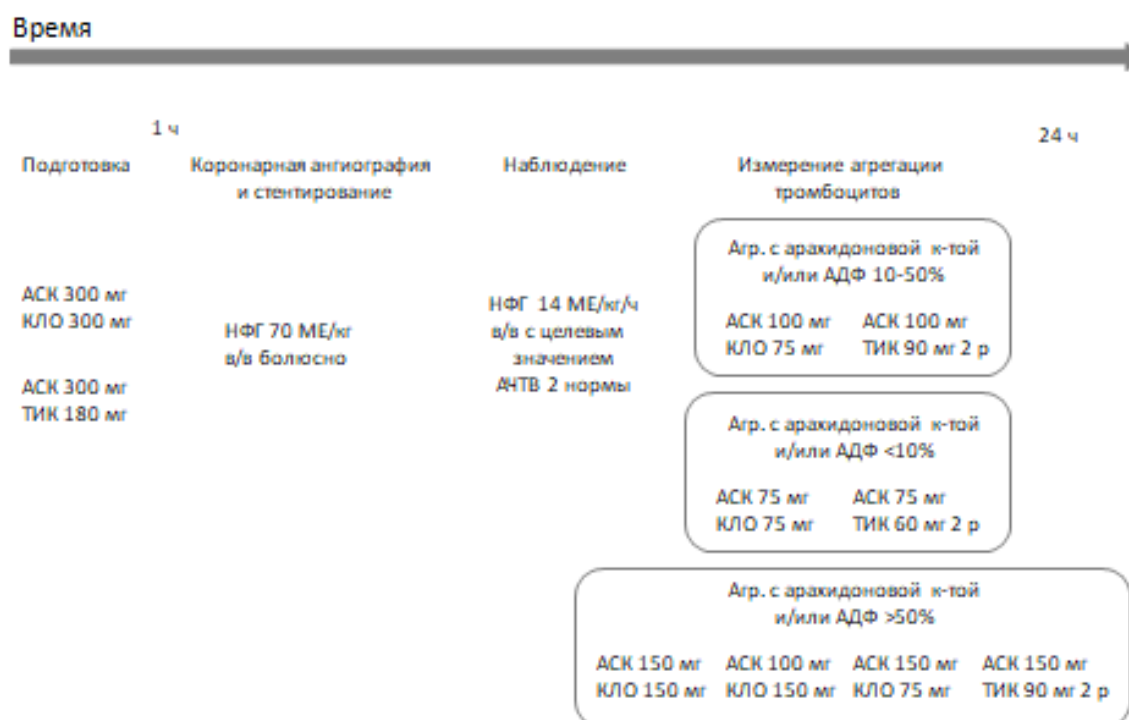 Время
1 ч
24 ч
Подготовка
Коронарная ангиография
и стентирование
Наблюдение
Измерение агрегации
тромбоцитов
АСК 300 мг
КЛО 300 мг
АСК 300 мг
ТИК 180 мг
НФГ 70 МЕ/кг
в/в болюсно
НФГ 14 МЕ/кг/ч
в/в с целевым
значением
АЧТВ 2 нормы
Агр. с арахидоновой к-той
и/или АДФ 10-50%
АСК 100 мг АСК 100 мг
КЛО 75 мг ТИК 90 мг 2 р
Агр. с арахидоновой к-той
и/или АДФ <10%
АСК 75 мг АСК 75 мг
КЛО 75 мг ТИК 60 мг 2 р
Агр. с арахидоновой к-той
и/или АДФ >50%
АСК 150 мг АСК 100 мг АСК 150 мг АСК 150 мг
КЛО 150 мг КЛО 150 мг КЛО 75 мг ТИК 90 мг 2 р